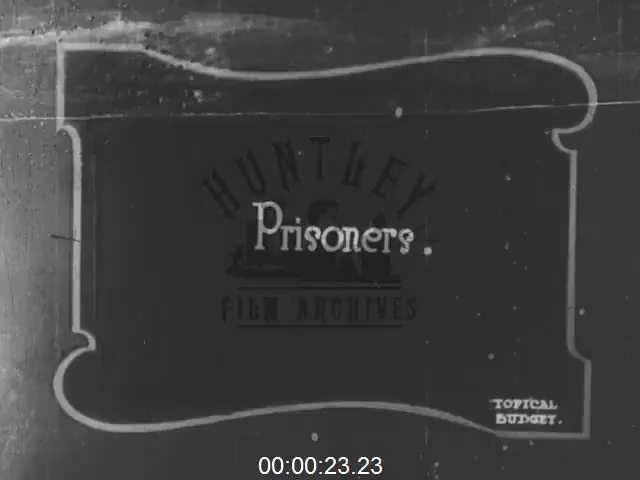 HUNTLEY
Prisoners.
FILM ARCHIVES
TOPICAL
BUDGET.
00:00:23.23